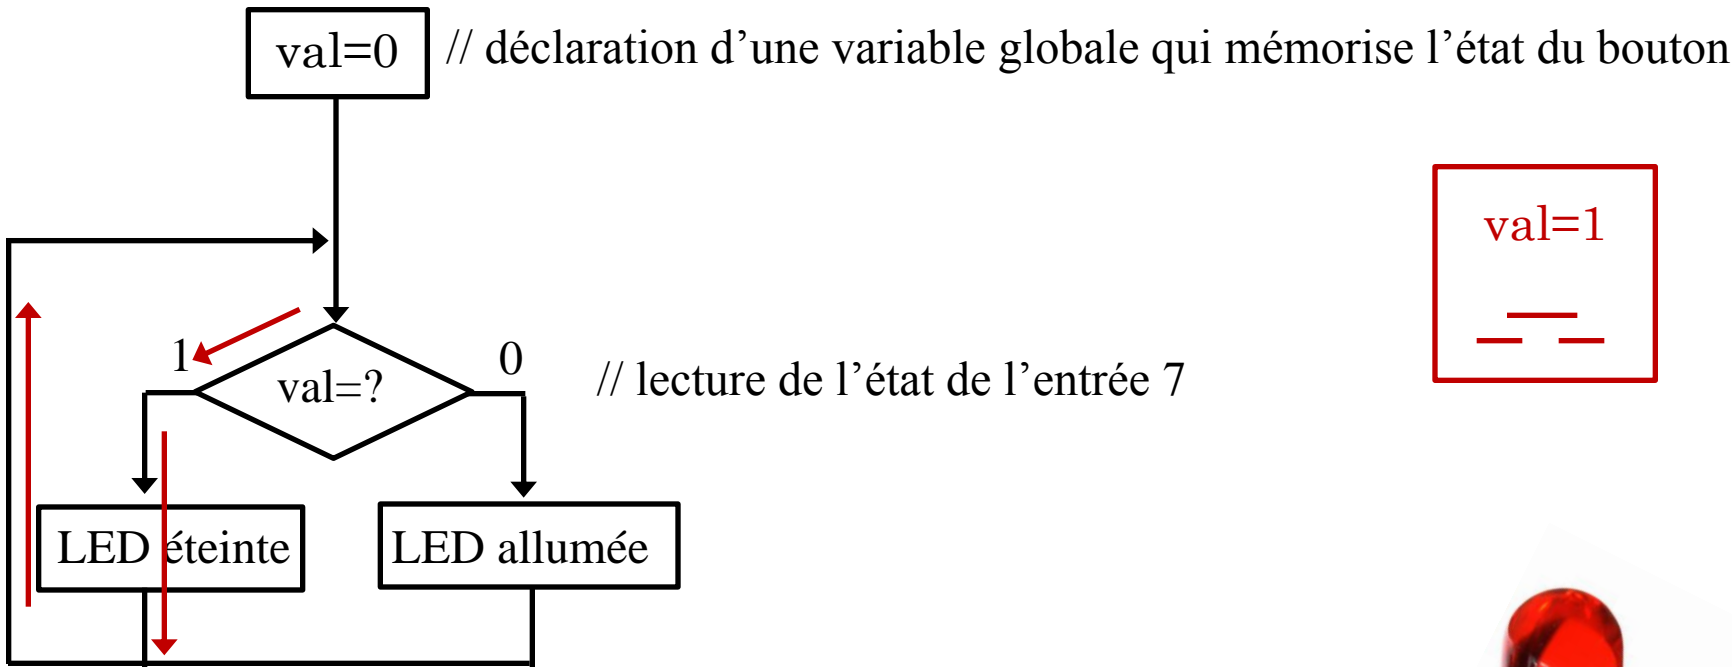 val=0 // déclaration d’une variable globale qui mémorise l’état du bouton
val=1
1 0
val=? // lecture de l’état de l’entrée 7
LED éteinte LED allumée